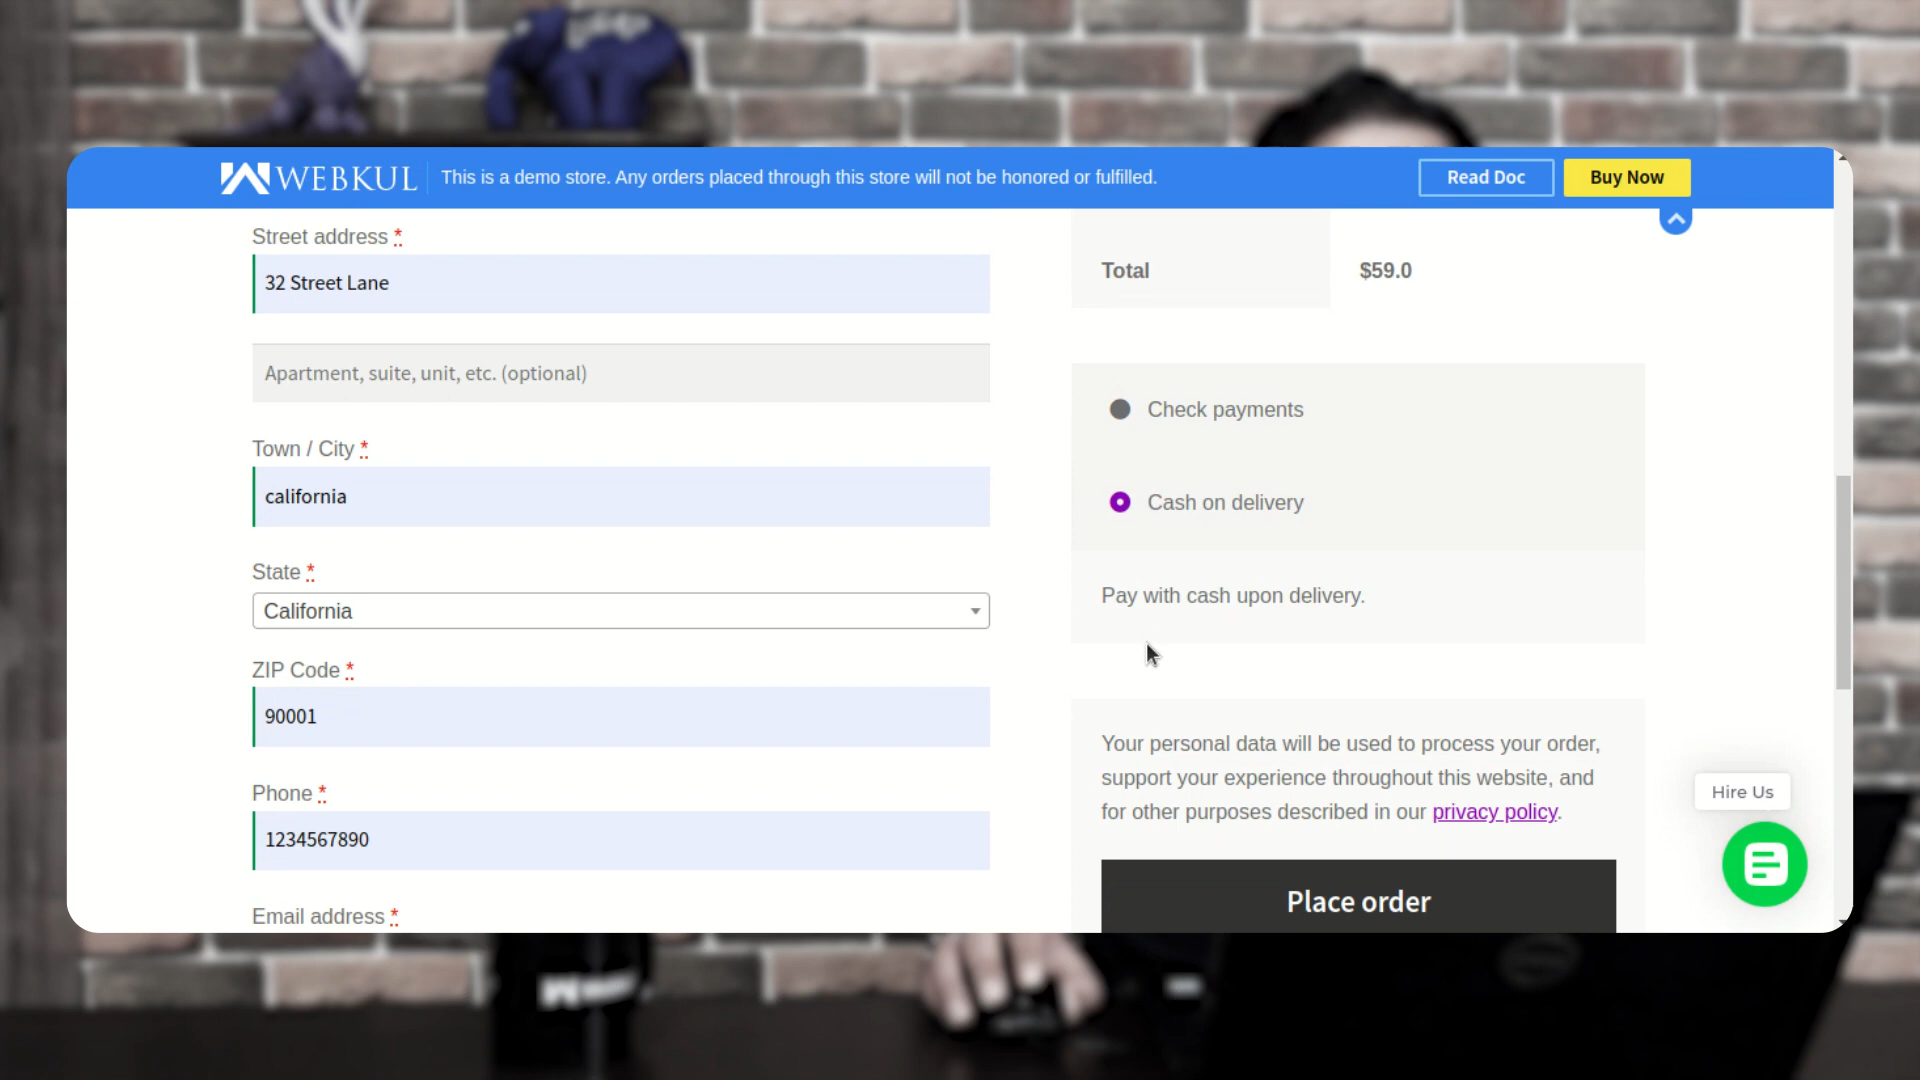 WEBKUL
This is a demo store. Any orders placed through this store will not be honored or fulfilled.
Read Doc
Buy Now
Street address *
32 Street Lane
Apartment, suite, unit, etc. (optional)
Town / City *
california
State *
California
ZIP Code *
90001
Phone *
1234567890
Email address *
Total
$59.0
Check payments
Cash on delivery
Pay with cash upon delivery.
Your personal data will be used to process your order,
support your experience throughout this website, and
for other purposes described in our privacy policy.
Place order
Hire Us